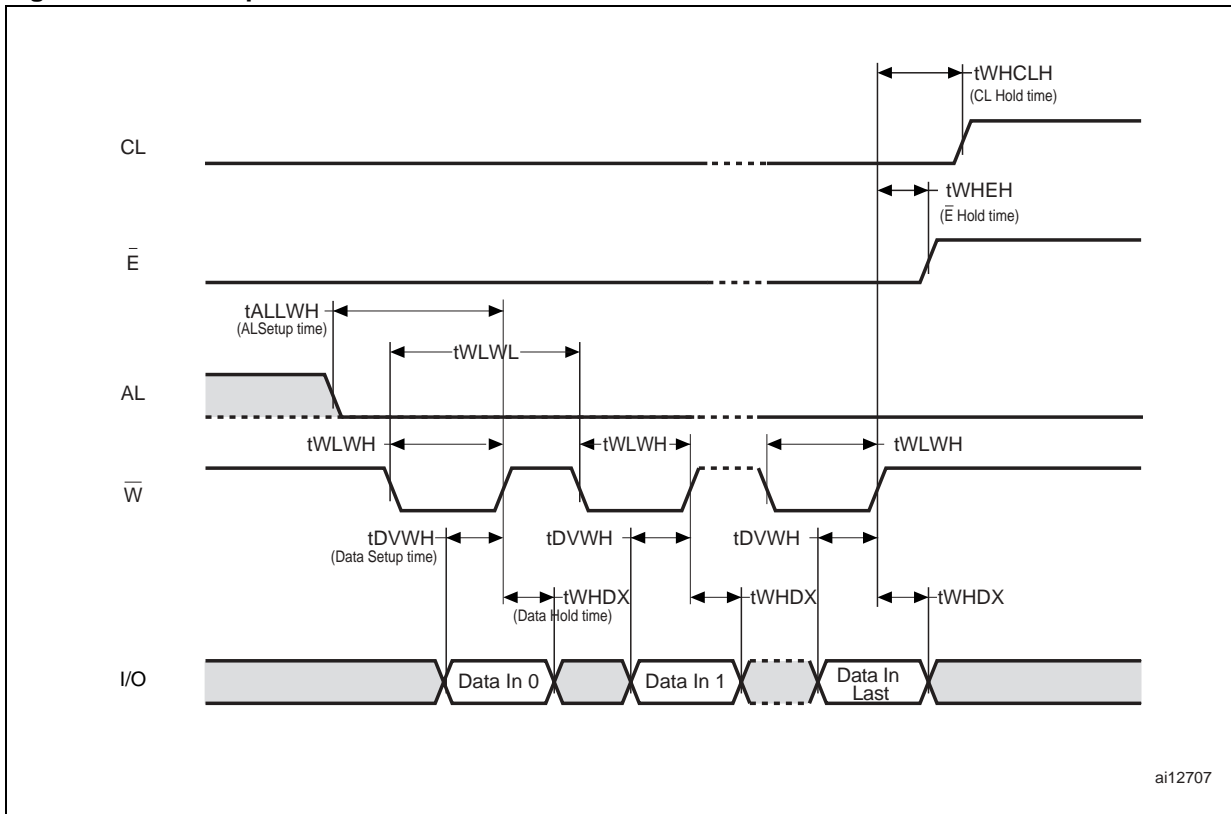 tWHCLH
(CL Hold time)
CL
tWHEH
(E̅ Hold time)
E̅
tALLWH
(ALSetup time)
tWLWL
AL
tWLWH
tWLWH
tWLWH
W̅
tDVWH
(Data Setup time)
tDVWH
tDVWH
tWHDX
(Data Hold time)
tWHDX
tWHDX
I/O
Data In 0
Data In 1
Data In
Last
ai12707